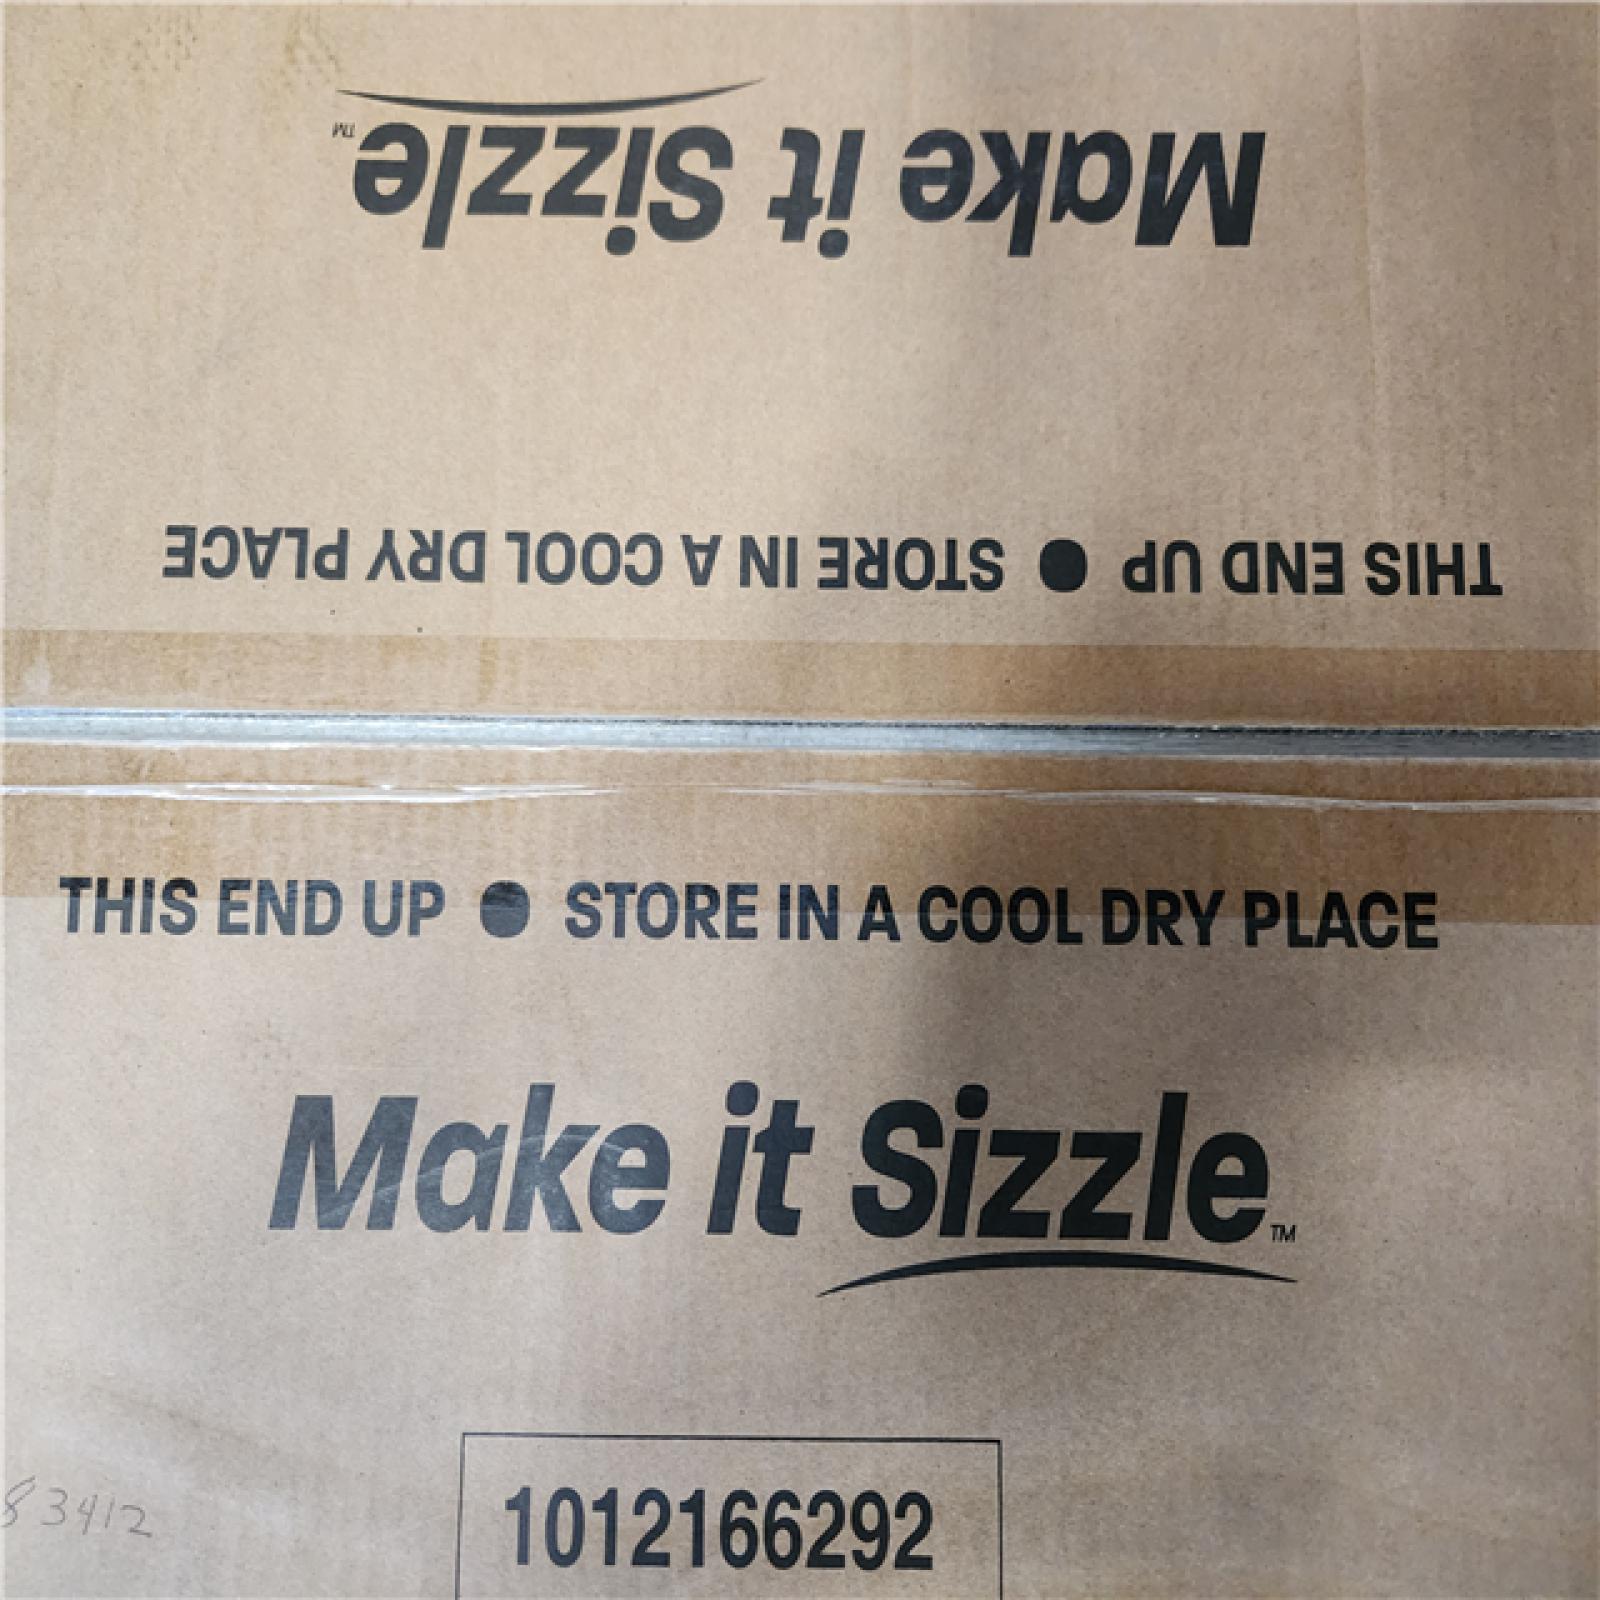 Make it Sizzle™
THIS END UP ● STORE IN A COOL DRY PLACE
THIS END UP ● STORE IN A COOL DRY PLACE
Make it Sizzle™
1012166292
83412